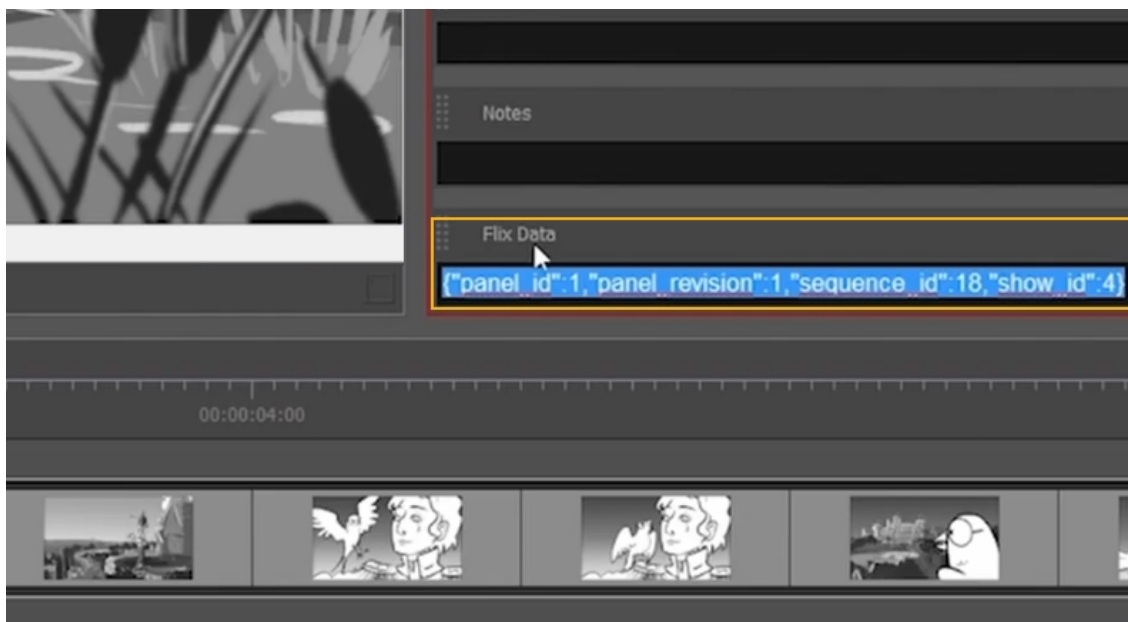 Notes
Flix Data
{"panel_id":1,"panel_revision":1,"sequence_id":18,"show_id":4}
00:00:04:00